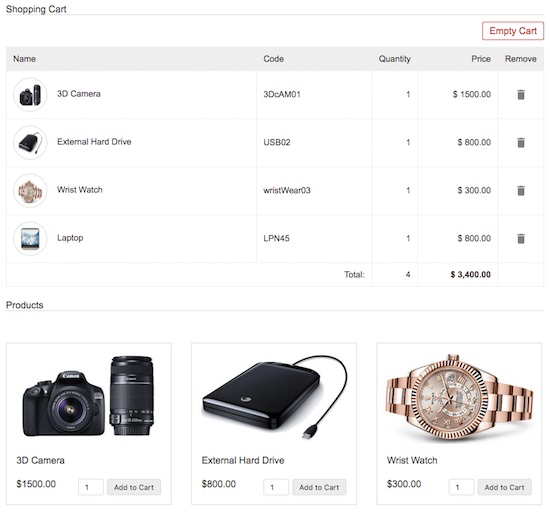 Shopping Cart
Empty Cart
Name Code Quantity Price Remove
3D Camera 3DcAM01 1 $ 1500.00
External Hard Drive USB02 1 $ 800.00
Wrist Watch wristWear03 1 $ 300.00
Laptop LPN45 1 $ 800.00
Total: 4 $ 3,400.00
Products
Canon
3D Camera External Hard Drive Wrist Watch
$1500.00 1 Add to Cart $800.00 1 Add to Cart $300.00 1 Add to Cart